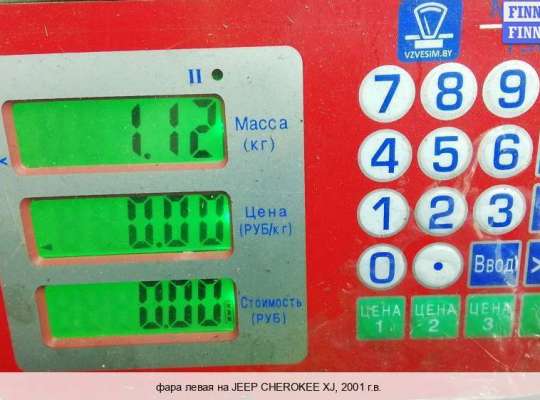 VZVESIM.BY
FINN
FINN
II
1.12
Масса
(кг)
0.00
Цена
(РУБ/кг)
0.00
Стоимость
(РУБ)
7 8 9
4 5 6
1 2 3
0 . Ввод >
ЦЕНА 1
ЦЕНА 2
ЦЕНА 3
фара левая на JEEP CHEROKEE XJ, 2001 г.в.